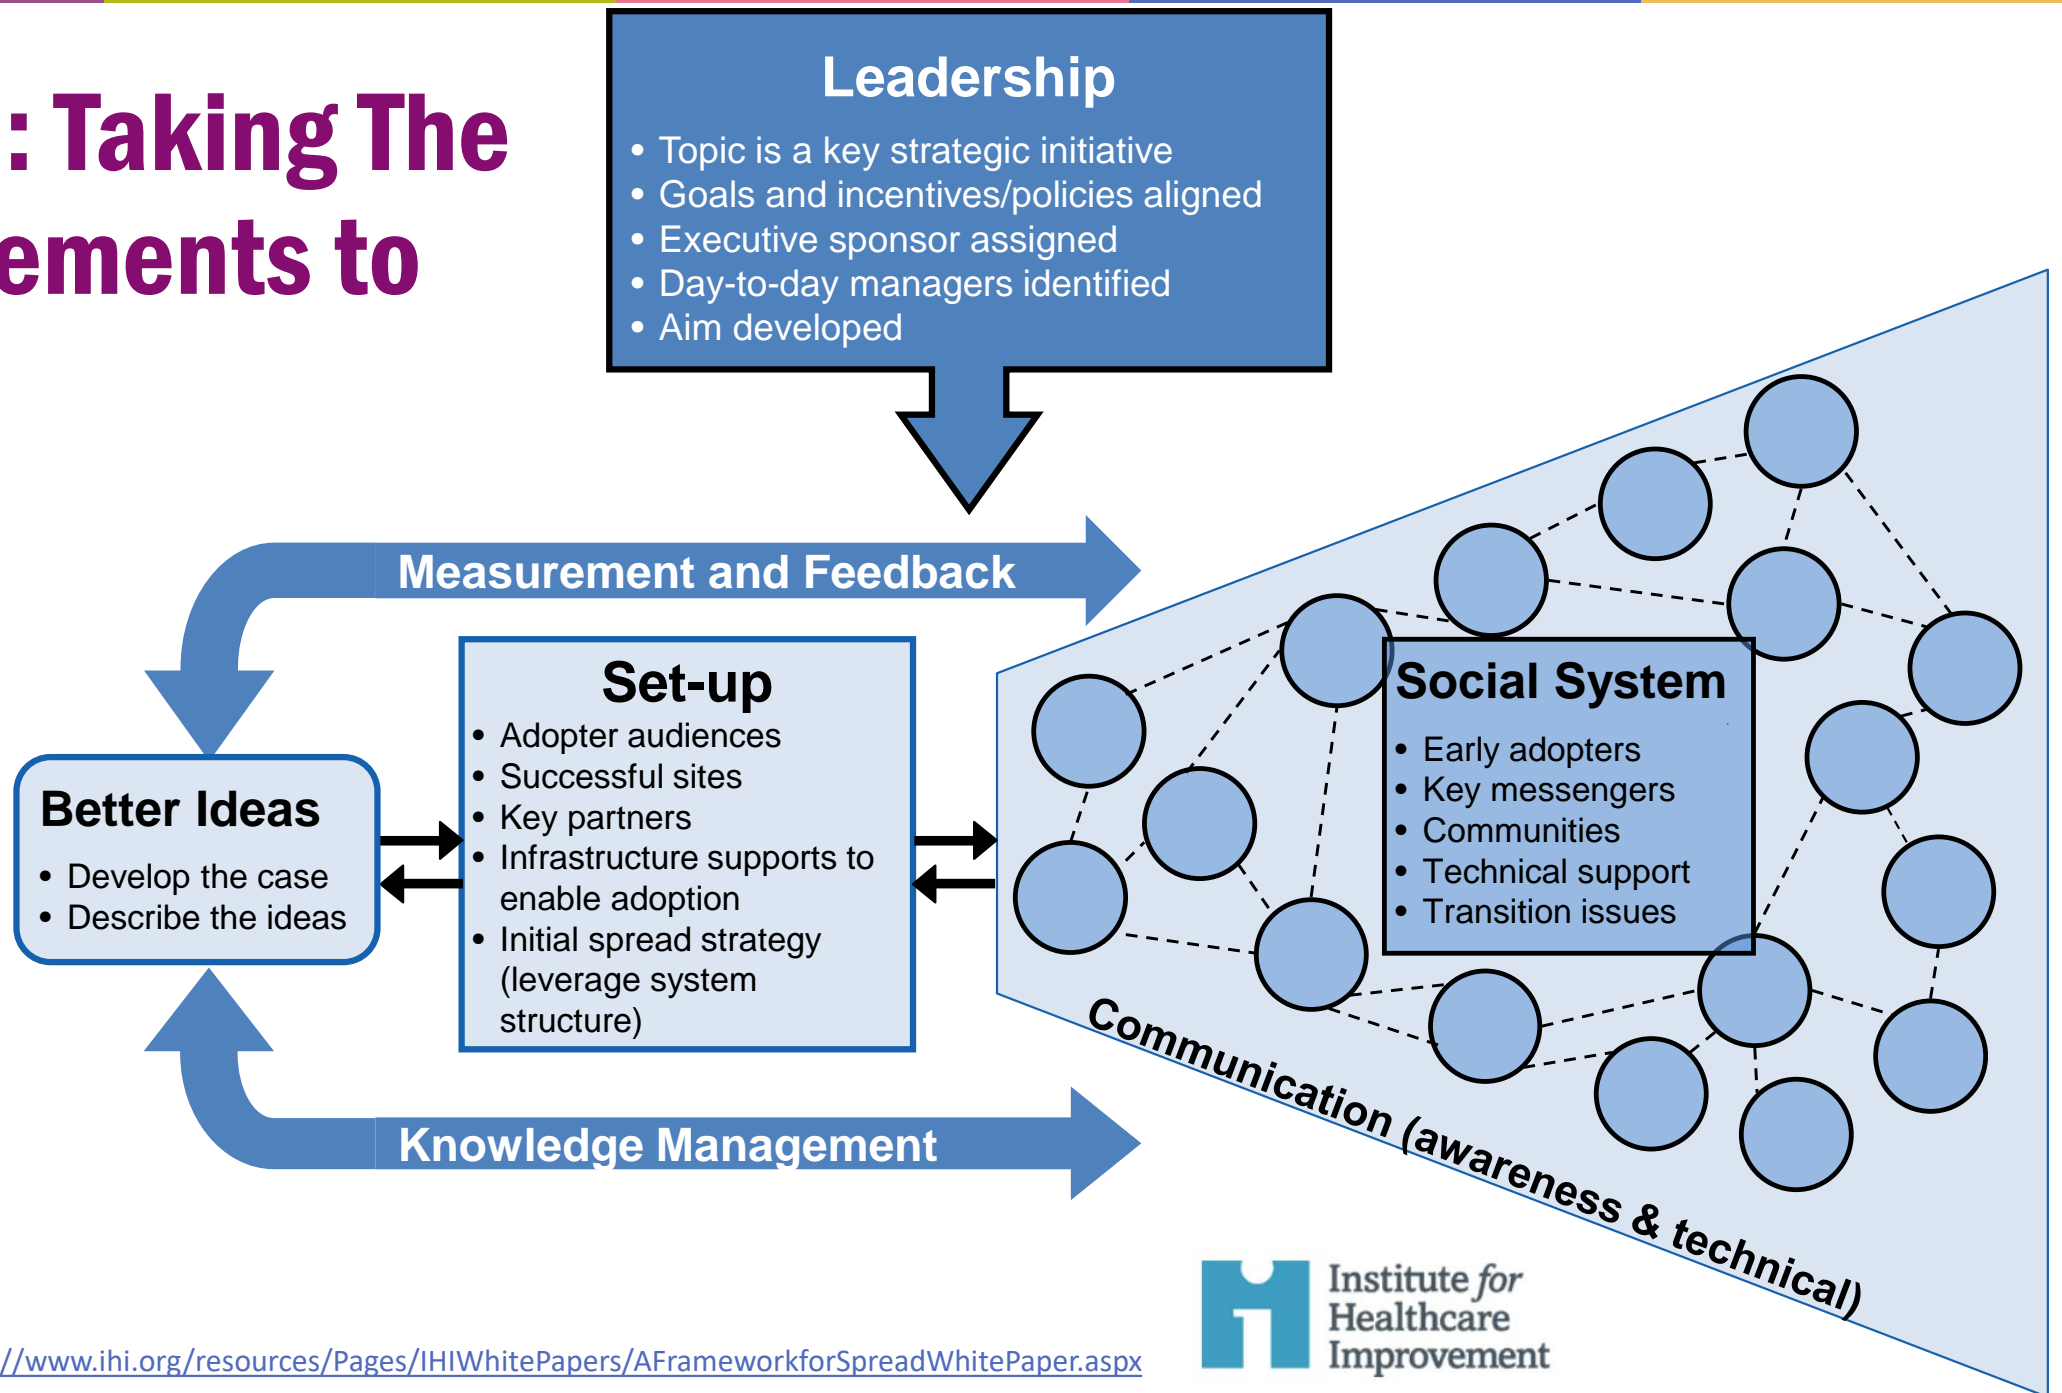 : Taking The
ements to
Leadership
• Topic is a key strategic initiative
• Goals and incentives/policies aligned
• Executive sponsor assigned
• Day-to-day managers identified
• Aim developed
Measurement and Feedback
Better Ideas
• Develop the case
• Describe the ideas
Set-up
• Adopter audiences
• Successful sites
• Key partners
• Infrastructure supports to
enable adoption
• Initial spread strategy
(leverage system
structure)
Social System
• Early adopters
• Key messengers
• Communities
• Technical support
• Transition issues
Knowledge Management
Communication (awareness & technical)
Institute for
Healthcare
Improvement
//www.ihi.org/resources/Pages/IHIWhitePapers/AFrameworkforSpreadWhitePaper.aspx